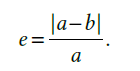 e = |a−b| / a .